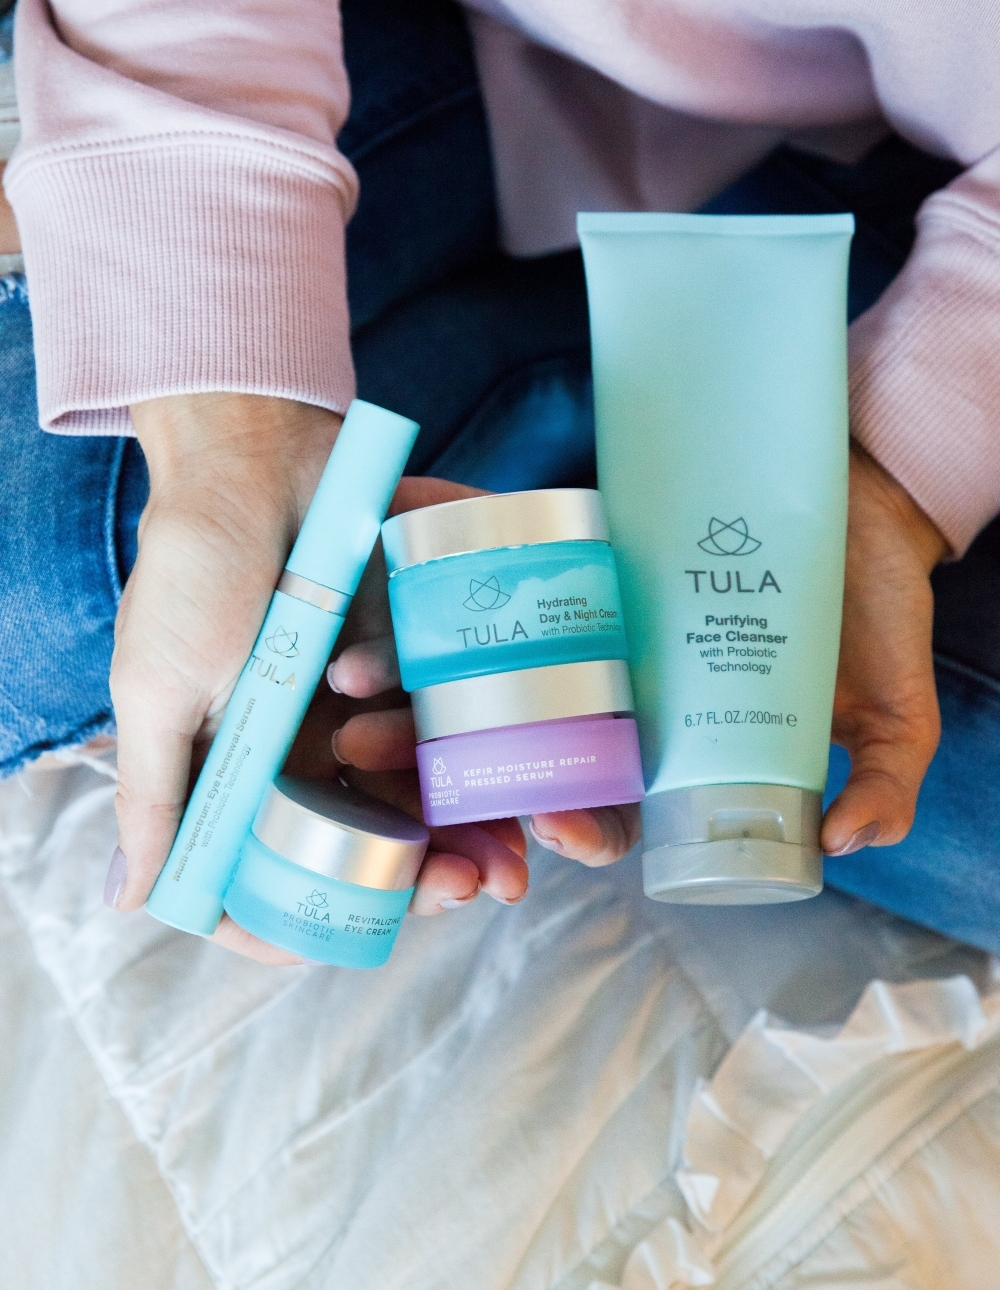 TULA
Multi-Spectrum Eye Renewal Serum
with Probiotic Technology
TULA
PROBIOTIC
SKINCARE
REVITALIZING
EYE CREAM
TULA
Hydrating
Day & Night Cream
with Probiotic Technology
TULA
PROBIOTIC
SKINCARE
KEFIR MOISTURE REPAIR
PRESSED SERUM
TULA
Purifying
Face Cleanser
with Probiotic
Technology
6.7 FL.OZ./200ml ℮